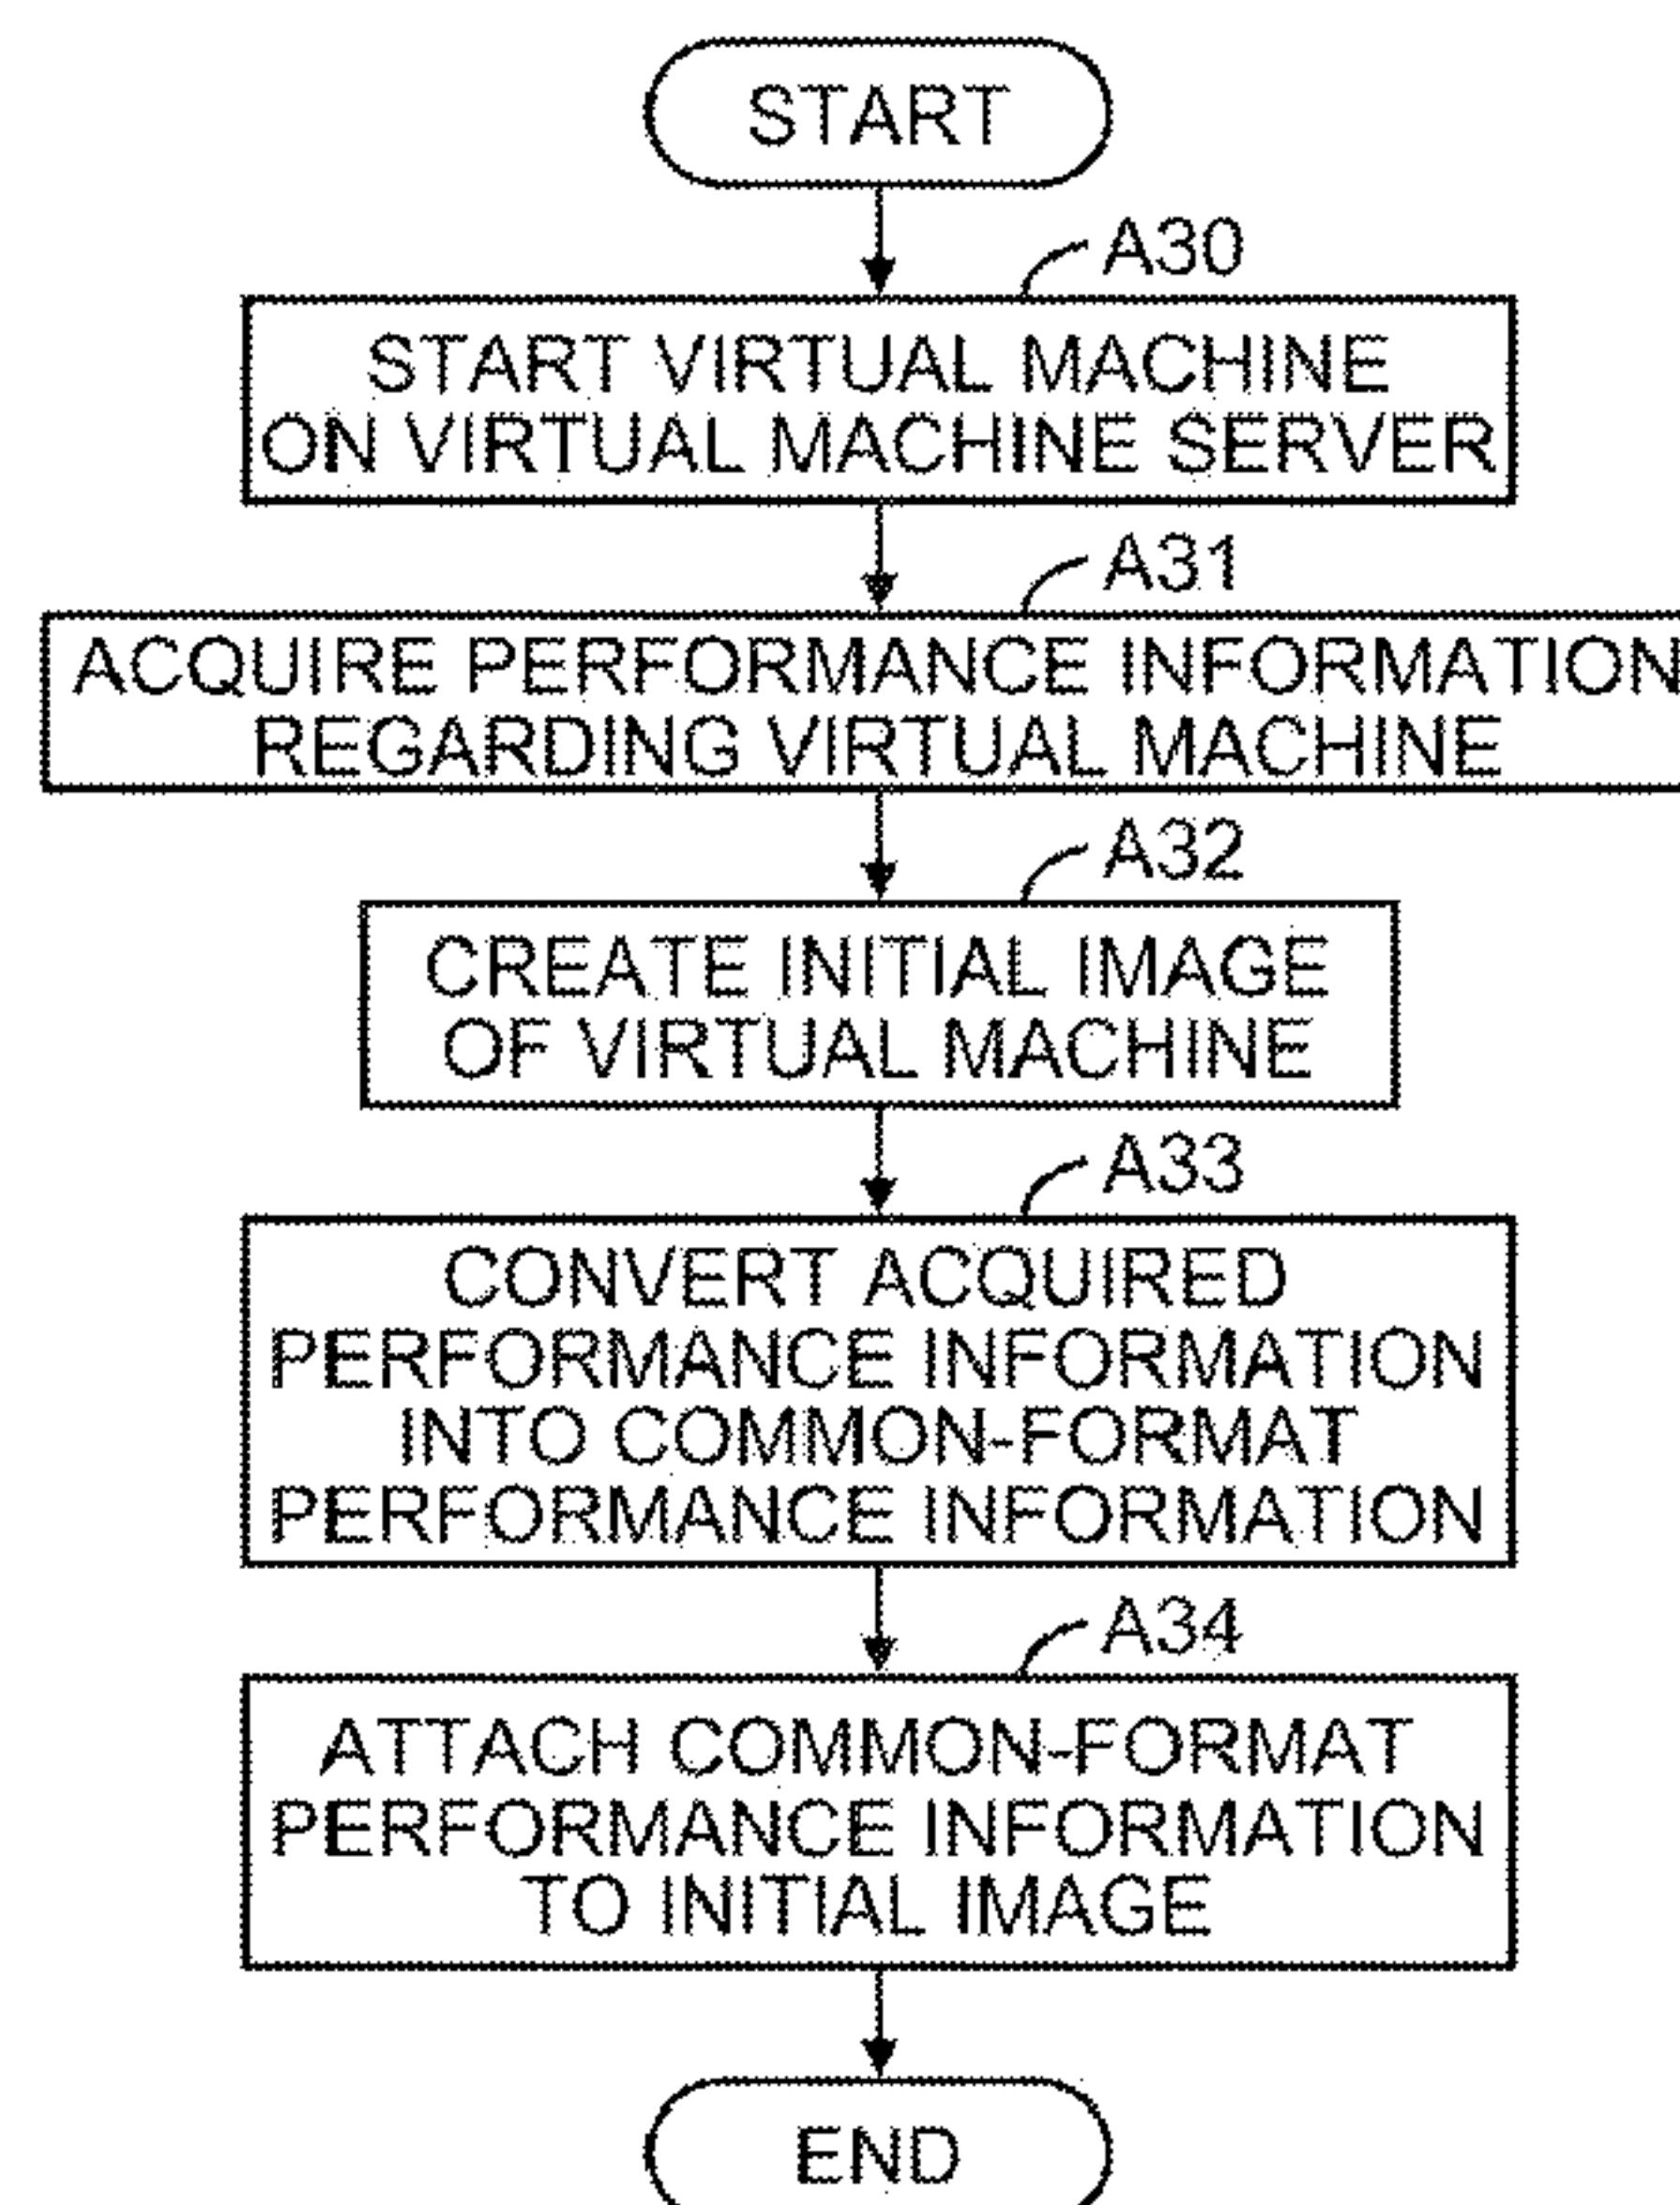 START
A30
START VIRTUAL MACHINE
ON VIRTUAL MACHINE SERVER
A31
ACQUIRE PERFORMANCE INFORMATION
REGARDING VIRTUAL MACHINE
A32
CREATE INITIAL IMAGE
OF VIRTUAL MACHINE
A33
CONVERT ACQUIRED
PERFORMANCE INFORMATION
INTO COMMON-FORMAT
PERFORMANCE INFORMATION
A34
ATTACH COMMON-FORMAT
PERFORMANCE INFORMATION
TO INITIAL IMAGE
END